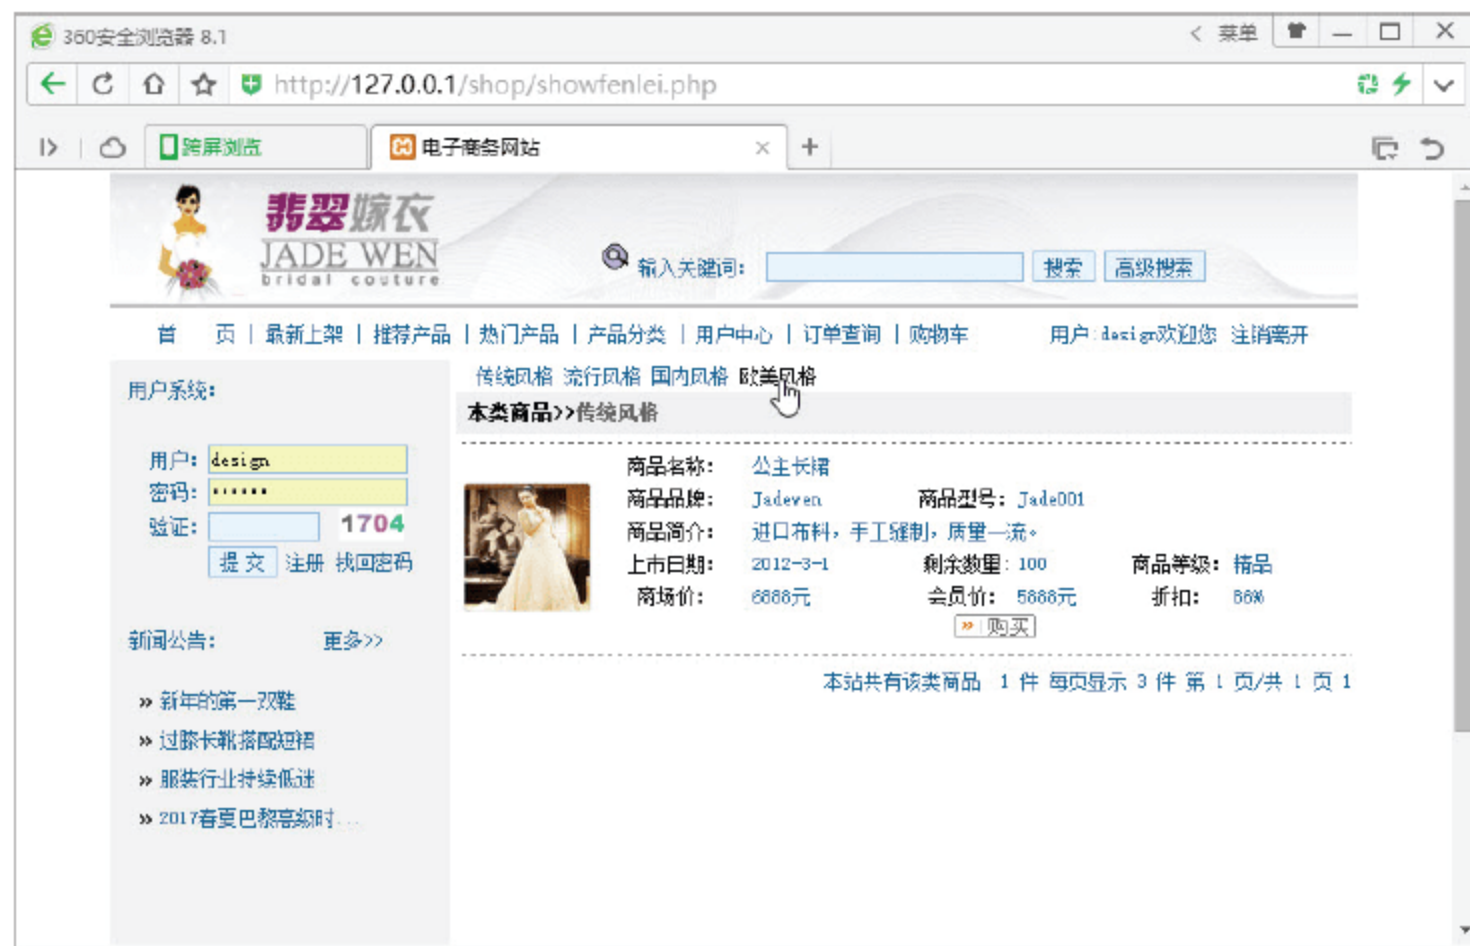 360安全浏览器 8.1 菜单
http://127.0.0.1/shop/showfenlei.php
跨屏浏览 电子商务网站
翡翠嫁衣
JADE WEN
bridal couture
输入关键词： 搜索 高级搜索
首 页 | 最新上架 | 推荐产品 | 热门产品 | 产品分类 | 用户中心 | 订单查询 | 购物车 用户:design欢迎您 注销离开
传统风格 流行风格 国内风格 欧美风格
用户系统：
本类商品>>传统风格
用户： design
密码： ••••••
验证： 1704
提 交 注册 找回密码
商品名称： 公主长裙
商品品牌： Jadewen 商品型号： Jade001
商品简介： 进口布料，手工缝制，质量一流。
上市日期： 2012-3-1 剩余数量: 100 商品等级： 精品
商场价： 6888元 会员价： 5888元 折扣： 86%
» 购买
本站共有该类商品 1 件 每页显示 3 件 第 1 页/共 1 页 1
新闻公告： 更多>>
» 新年的第一双鞋
» 过膝长靴搭配短裙
» 服装行业持续低迷
» 2017春夏巴黎高级时...